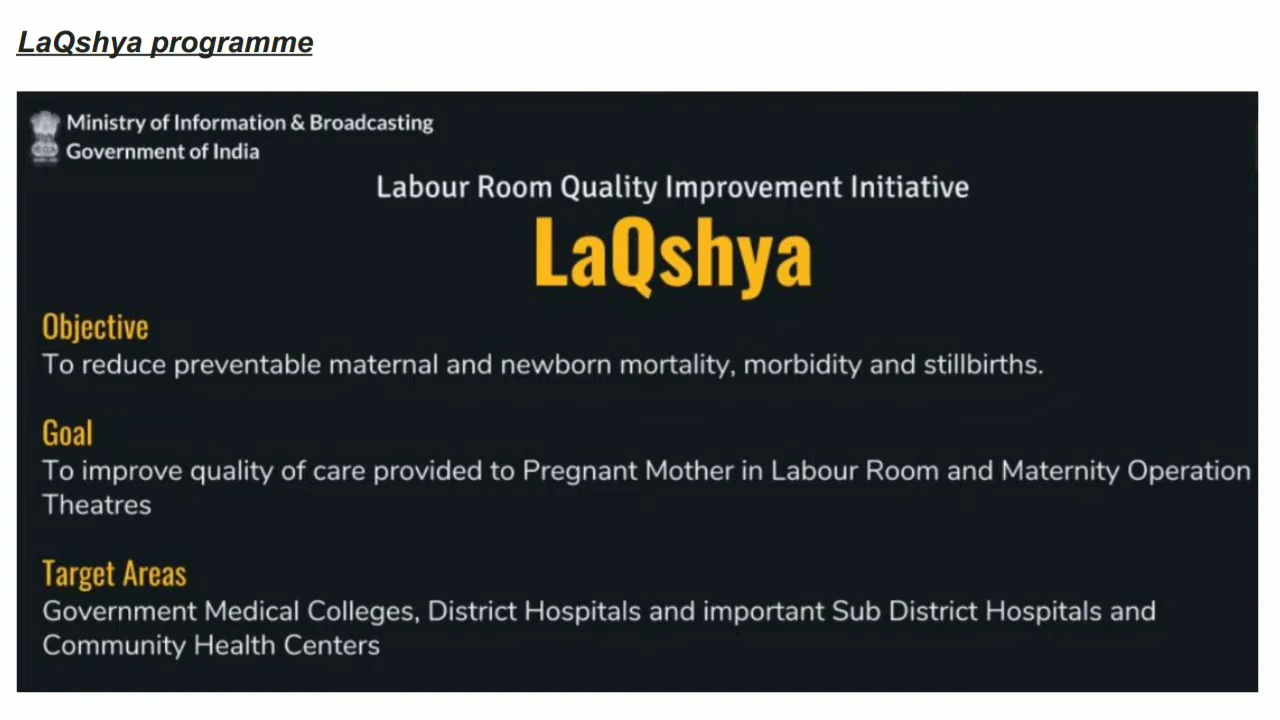 LaQshya programme
Ministry of Information & Broadcasting
Government of India
Labour Room Quality Improvement Initiative
LaQshya
Objective
To reduce preventable maternal and newborn mortality, morbidity and stillbirths.
Goal
To improve quality of care provided to Pregnant Mother in Labour Room and Maternity Operation
Theatres
Target Areas
Government Medical Colleges, District Hospitals and important Sub District Hospitals and
Community Health Centers